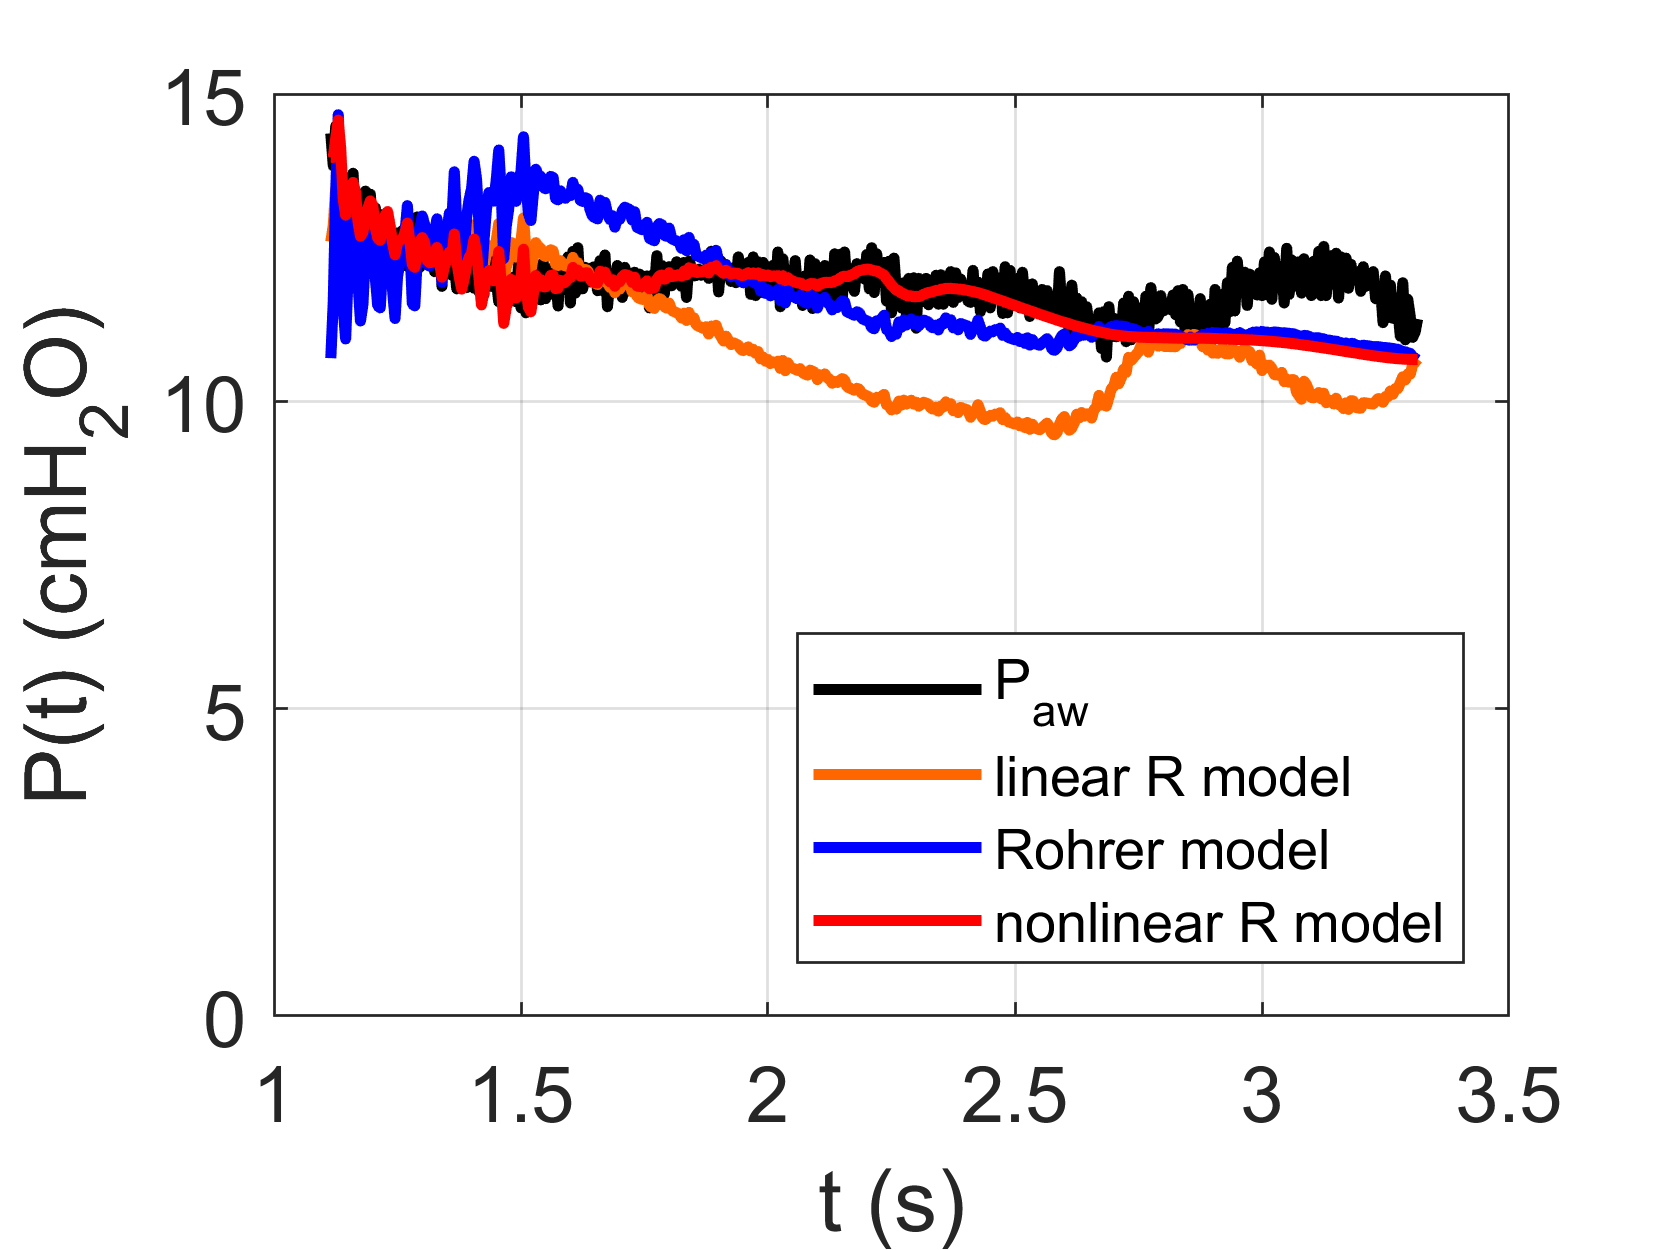 15
10
5
0
P(t) (cmH2O)
1 1.5 2 2.5 3 3.5
t (s)
Paw
linear R model
Rohrer model
nonlinear R model